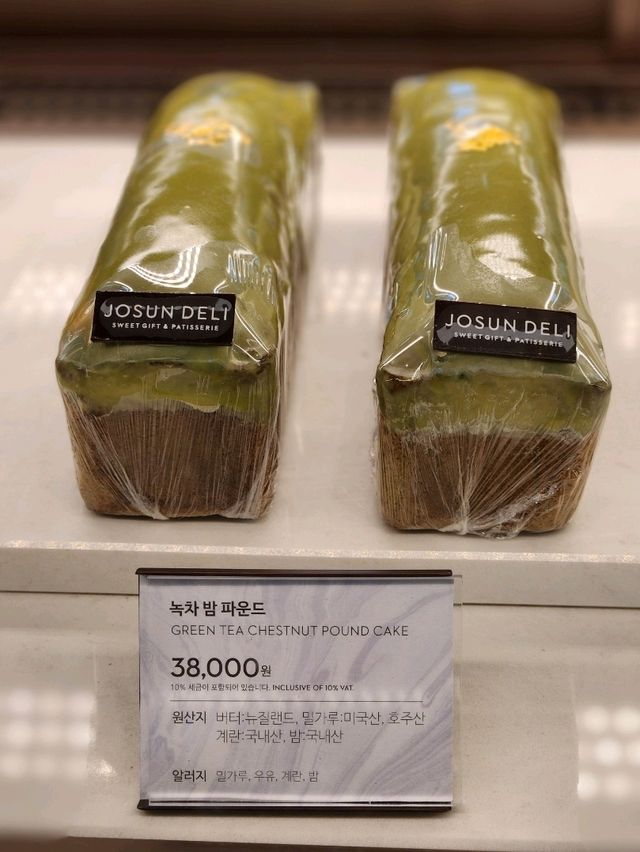 JOSUN DELI
SWEET GIFT & PATISSERIE
JOSUN DELI
SWEET GIFT & PATISSERIE
녹차 밤 파운드
GREEN TEA CHESTNUT POUND CAKE
38,000원
10% 세금이 포함되어 있습니다. INCLUSIVE OF 10% VAT.
원산지 버터:뉴질랜드, 밀가루:미국산, 호주산
계란:국내산, 밤:국내산
알러지 밀가루, 우유, 계란, 밤